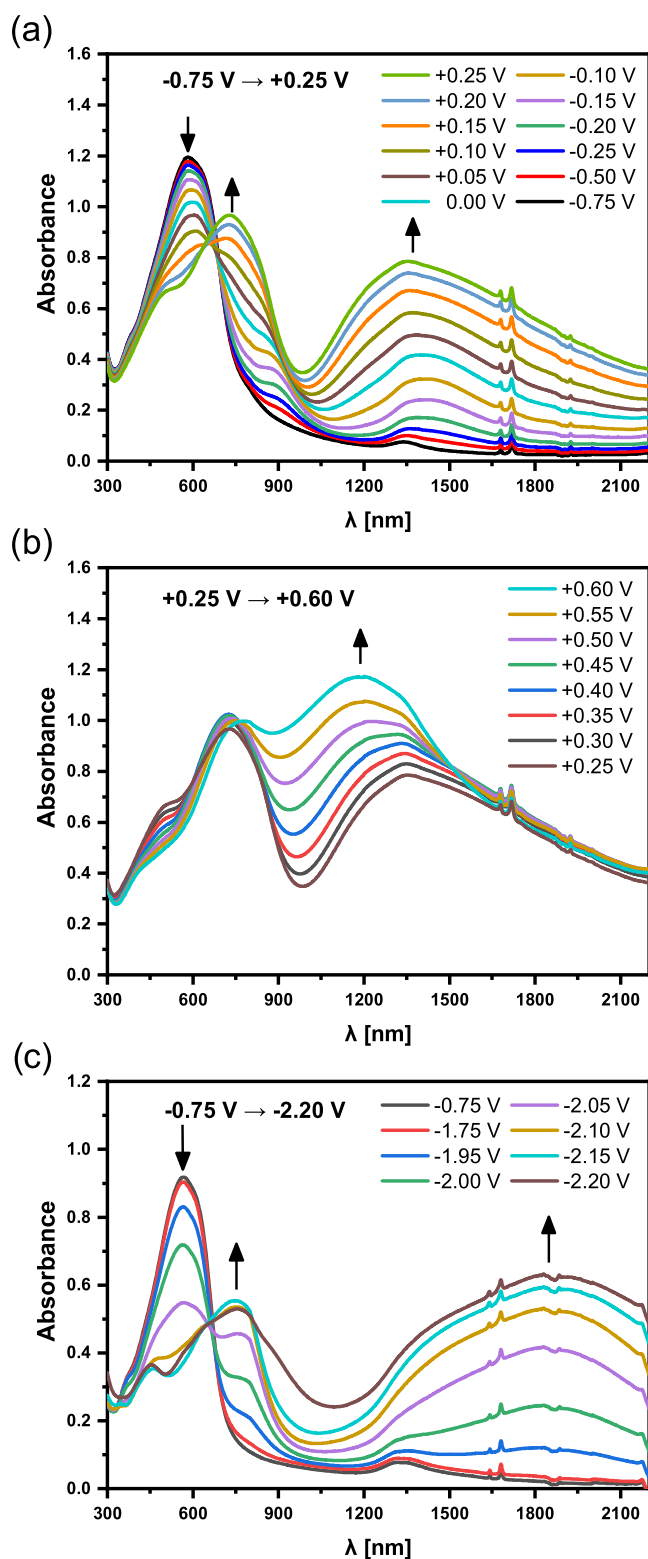 (a)
-0.75 V → +0.25 V
+0.25 V -0.10 V
+0.20 V -0.15 V
+0.15 V -0.20 V
+0.10 V -0.25 V
+0.05 V -0.50 V
0.00 V -0.75 V
Absorbance
1.6
1.4
1.2
1.0
0.8
0.6
0.4
0.2
0.0
300 600 900 1200 1500 1800 2100
λ [nm]
(b)
+0.25 V → +0.60 V
+0.60 V
+0.55 V
+0.50 V
+0.45 V
+0.40 V
+0.35 V
+0.30 V
+0.25 V
Absorbance
1.6
1.4
1.2
1.0
0.8
0.6
0.4
0.2
0.0
300 600 900 1200 1500 1800 2100
λ [nm]
(c)
-0.75 V → -2.20 V
-0.75 V -2.05 V
-1.75 V -2.10 V
-1.95 V -2.15 V
-2.00 V -2.20 V
Absorbance
1.2
1.0
0.8
0.6
0.4
0.2
0.0
300 600 900 1200 1500 1800 2100
λ [nm]